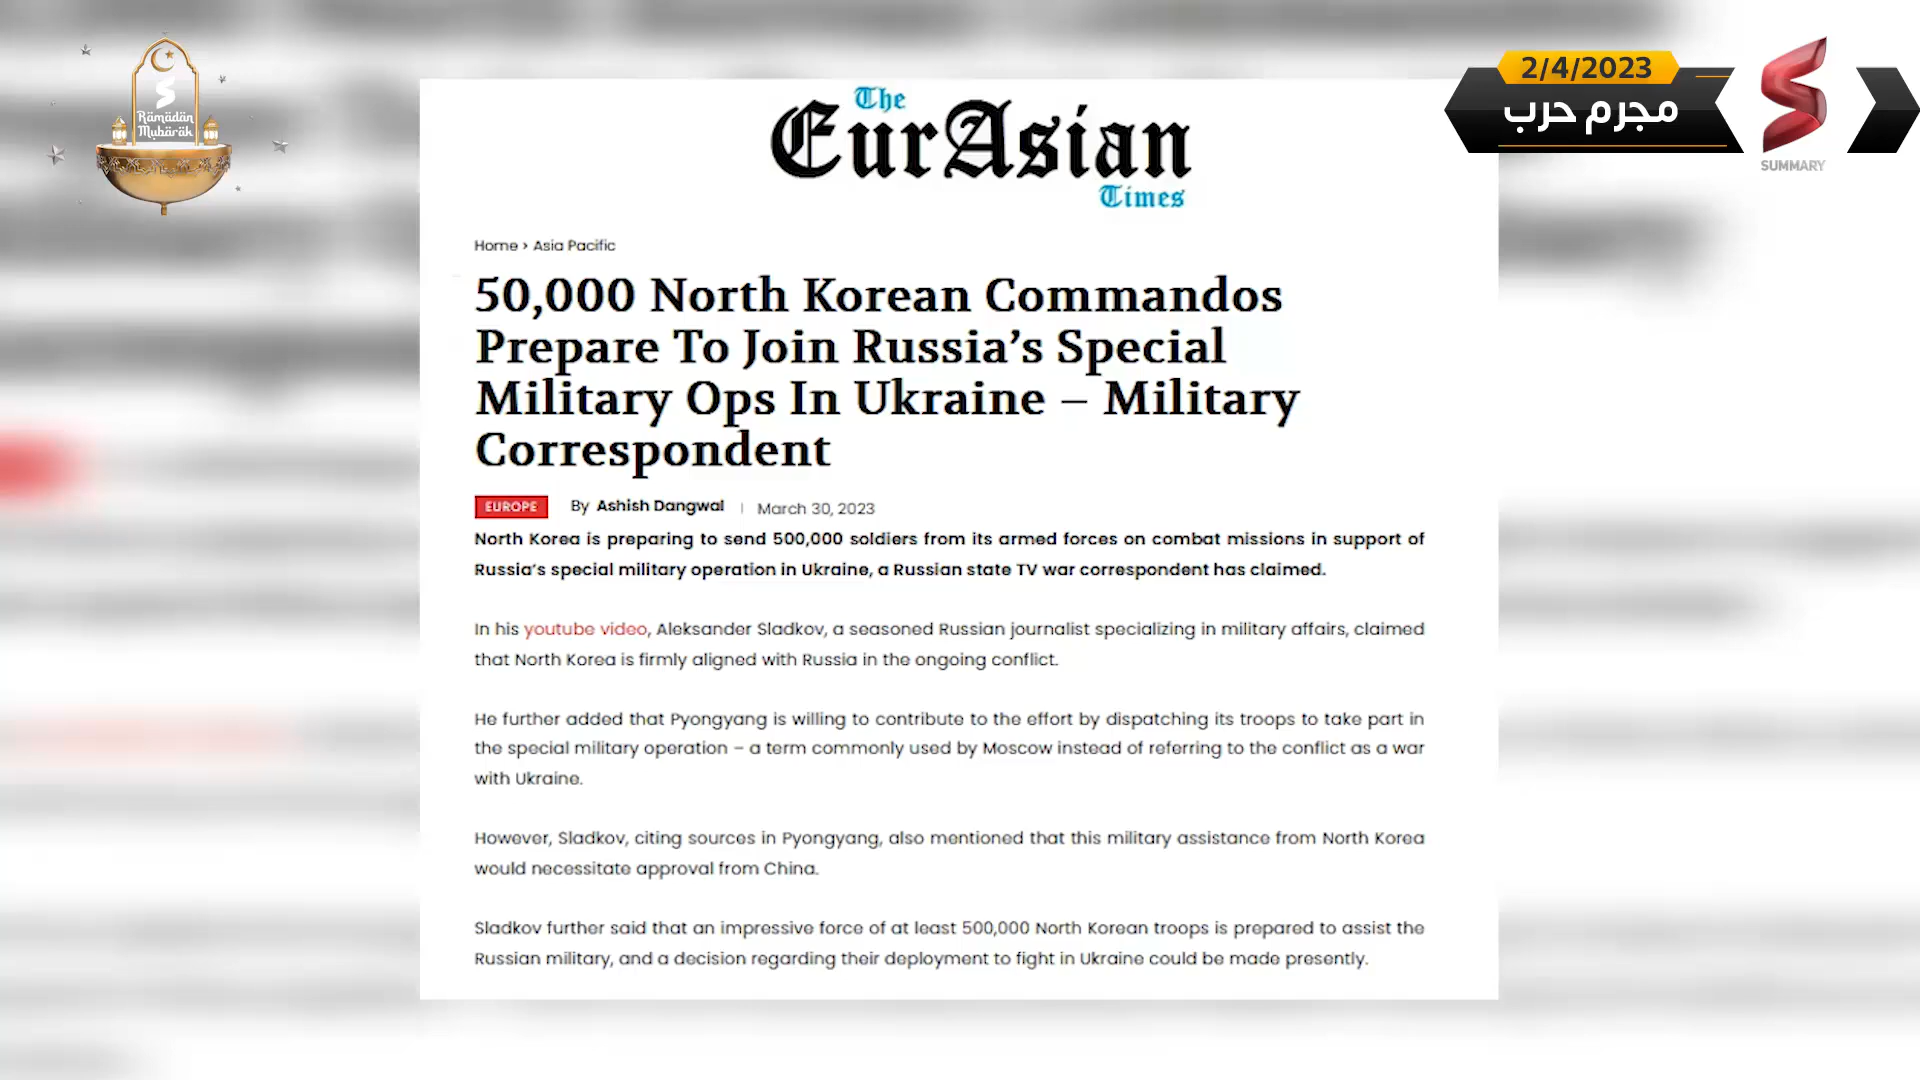 Ramadan
Mubarak
2/4/2023
مجرم حرب
SUMMARY
The
EurAsian
Times
Home › Asia Pacific
50,000 North Korean Commandos
Prepare To Join Russia’s Special
Military Ops In Ukraine – Military
Correspondent
EUROPE By Ashish Dangwal | March 30, 2023
North Korea is preparing to send 500,000 soldiers from its armed forces on combat missions in support of
Russia’s special military operation in Ukraine, a Russian state TV war correspondent has claimed.
In his youtube video, Aleksander Sladkov, a seasoned Russian journalist specializing in military affairs, claimed
that North Korea is firmly aligned with Russia in the ongoing conflict.
He further added that Pyongyang is willing to contribute to the effort by dispatching its troops to take part in
the special military operation – a term commonly used by Moscow instead of referring to the conflict as a war
with Ukraine.
However, Sladkov, citing sources in Pyongyang, also mentioned that this military assistance from North Korea
would necessitate approval from China.
Sladkov further said that an impressive force of at least 500,000 North Korean troops is prepared to assist the
Russian military, and a decision regarding their deployment to fight in Ukraine could be made presently.